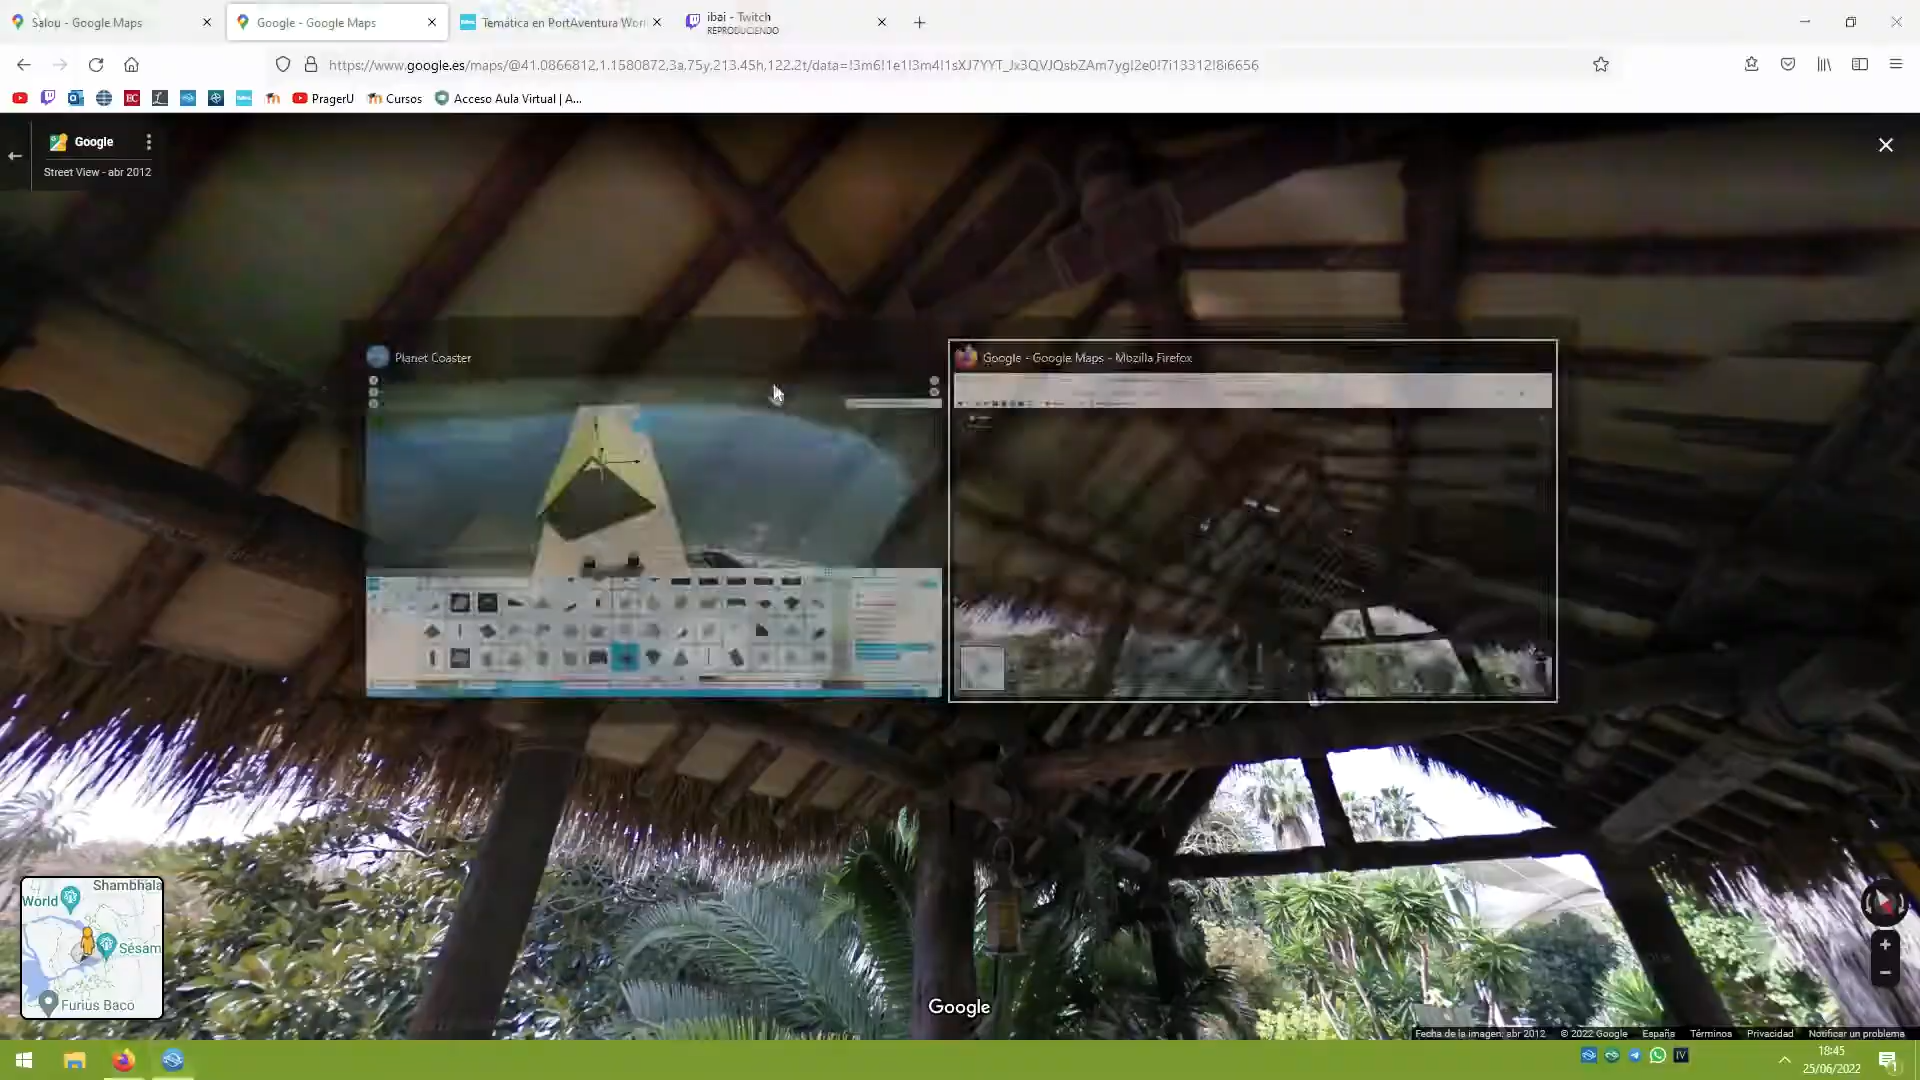 Salou - Google Maps
Google - Google Maps
Temática en PortAventura Wor
ibai - Twitch
REPRODUCIENDO
https://www.google.es/maps/@41.0866812,1.1580872,3a,75y,213.45h,122.2t/data=!3m6!1e1!3m4!1sXJ7YYT_Jx3QVJQsbZAm7yg!2e0!7i13312!8i6656
PragerU
Cursos
Acceso Aula Virtual | A...
Google
Street View - abr 2012
Planet Coaster
Google - Google Maps - Mozilla Firefox
Shambhala
World
Sésam
Furius Baco
Google
Fecha de la imagen: abr 2012 © 2022 Google España Términos Privacidad Notificar un problema
18:45
25/06/2022